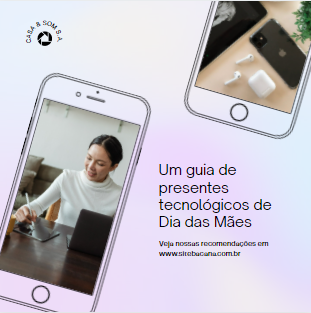 CASA & SOM S.A.
Um guia de
presentes
tecnológicos de
Dia das Mães
Veja nossas recomendações em
www.sitebacana.com.br